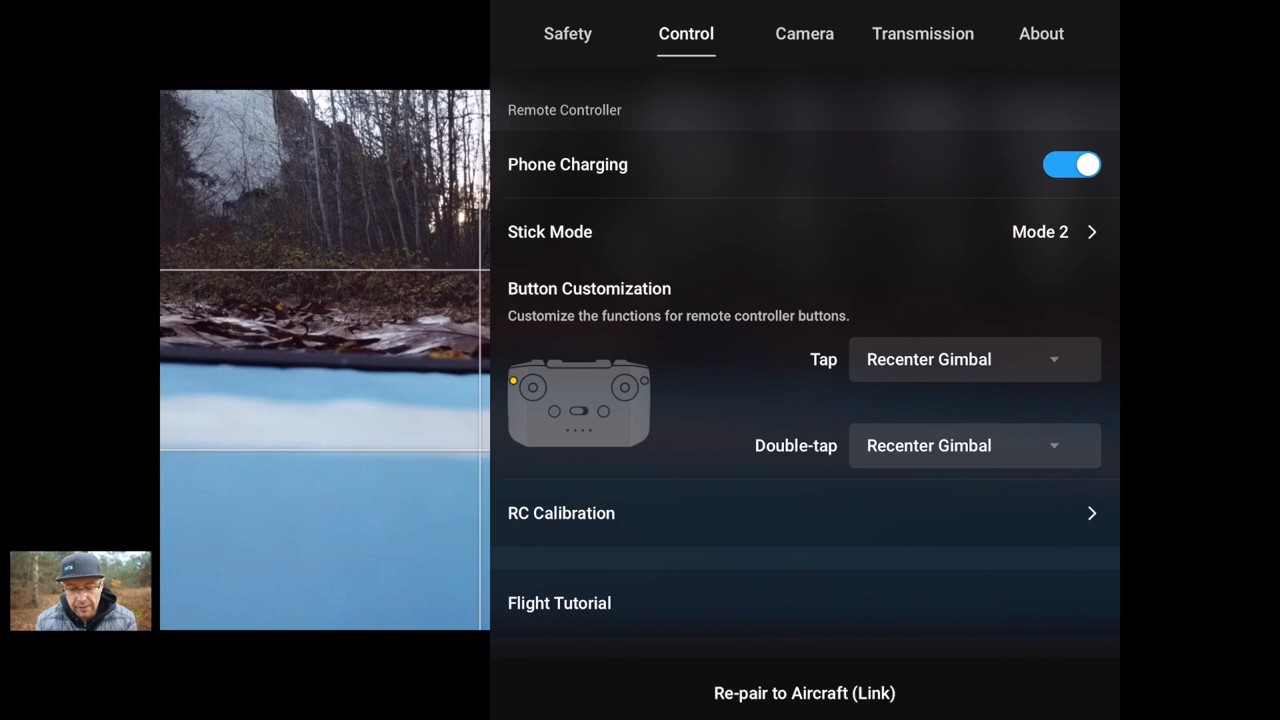 Safety Control Camera Transmission About
Remote Controller
Phone Charging
Stick Mode Mode 2
Button Customization
Customize the functions for remote controller buttons.
Tap Recenter Gimbal
Double-tap Recenter Gimbal
RC Calibration
Flight Tutorial
Re-pair to Aircraft (Link)